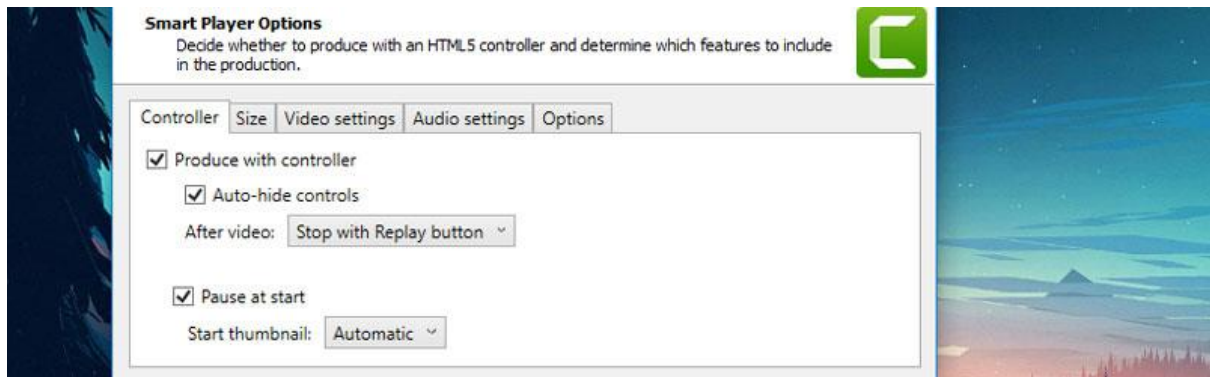 Smart Player Options
Decide whether to produce with an HTML5 controller and determine which features to include
in the production.
Controller Size Video settings Audio settings Options
Produce with controller
Auto-hide controls
After video: Stop with Replay button
Pause at start
Start thumbnail: Automatic